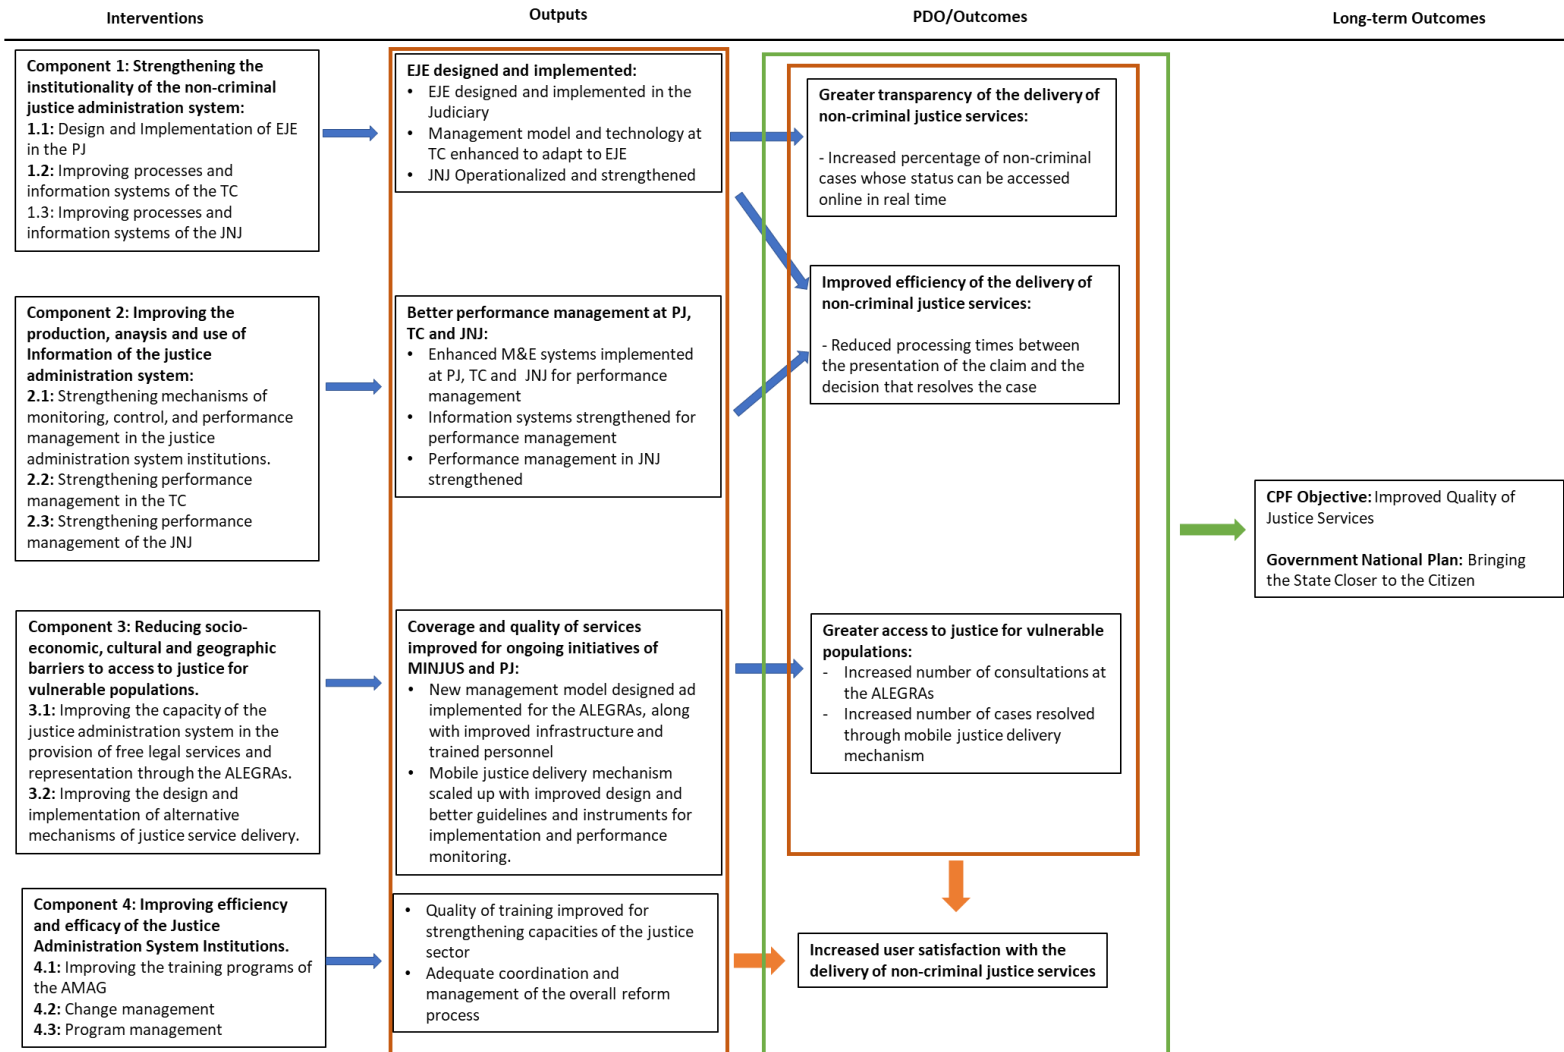 Interventions
Outputs
PDO/Outcomes
Long-term Outcomes
Component 1: Strengthening the
institutionality of the non-criminal
justice administration system:
1.1: Design and Implementation of EJE
in the PJ
1.2: Improving processes and
information systems of the TC
1.3: Improving processes and
information systems of the JNJ
Component 2: Improving the
production, anaysis and use of
Information of the justice
administration system:
2.1: Strengthening mechanisms of
monitoring, control, and performance
management in the justice
administration system institutions.
2.2: Strengthening performance
management in the TC
2.3: Strengthening performance
management of the JNJ
Component 3: Reducing socio-
economic, cultural and geographic
barriers to access to justice for
vulnerable populations.
3.1: Improving the capacity of the
justice administration system in the
provision of free legal services and
representation through the ALEGRAs.
3.2: Improving the design and
implementation of alternative
mechanisms of justice service delivery.
Component 4: Improving efficiency
and efficacy of the Justice
Administration System Institutions.
4.1: Improving the training programs of
the AMAG
4.2: Change management
4.3: Program management
EJE designed and implemented:
• EJE designed and implemented in the
Judiciary
• Management model and technology at
TC enhanced to adapt to EJE
• JNJ Operationalized and strengthened
Better performance management at PJ,
TC and JNJ:
• Enhanced M&E systems implemented
at PJ, TC and JNJ for performance
management
• Information systems strengthened for
performance management
• Performance management in JNJ
strengthened
Coverage and quality of services
improved for ongoing initiatives of
MINJUS and PJ:
• New management model designed ad
implemented for the ALEGRAs, along
with improved infrastructure and
trained personnel
• Mobile justice delivery mechanism
scaled up with improved design and
better guidelines and instruments for
implementation and performance
monitoring.
• Quality of training improved for
strengthening capacities of the justice
sector
• Adequate coordination and
management of the overall reform
process
Greater transparency of the delivery of
non-criminal justice services:
- Increased percentage of non-criminal
cases whose status can be accessed
online in real time
Improved efficiency of the delivery of
non-criminal justice services:
- Reduced processing times between
the presentation of the claim and the
decision that resolves the case
Greater access to justice for vulnerable
populations:
- Increased number of consultations at
the ALEGRAs
- Increased number of cases resolved
through mobile justice delivery
mechanism
Increased user satisfaction with the
delivery of non-criminal justice services
CPF Objective: Improved Quality of
Justice Services
Government National Plan: Bringing
the State Closer to the Citizen